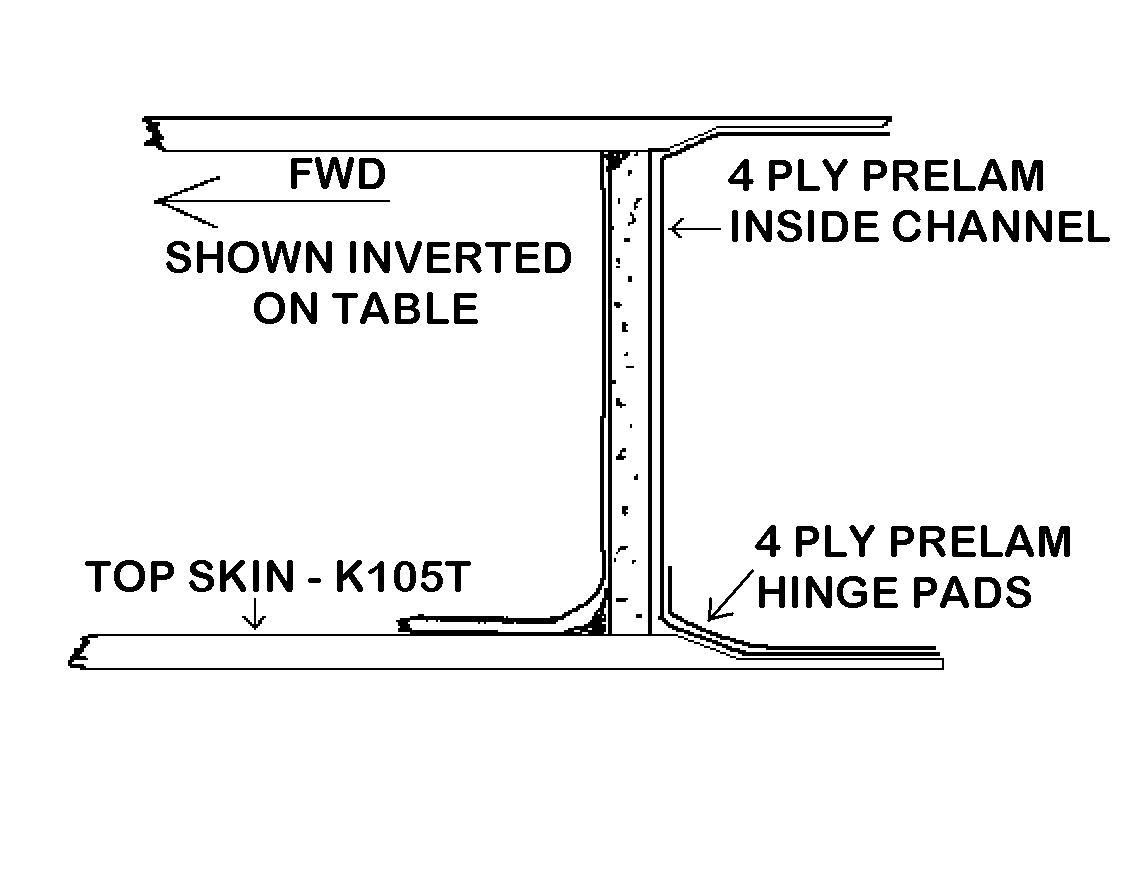 FWD
SHOWN INVERTED
ON TABLE
4 PLY PRELAM
INSIDE CHANNEL
4 PLY PRELAM
HINGE PADS
TOP SKIN - K105T